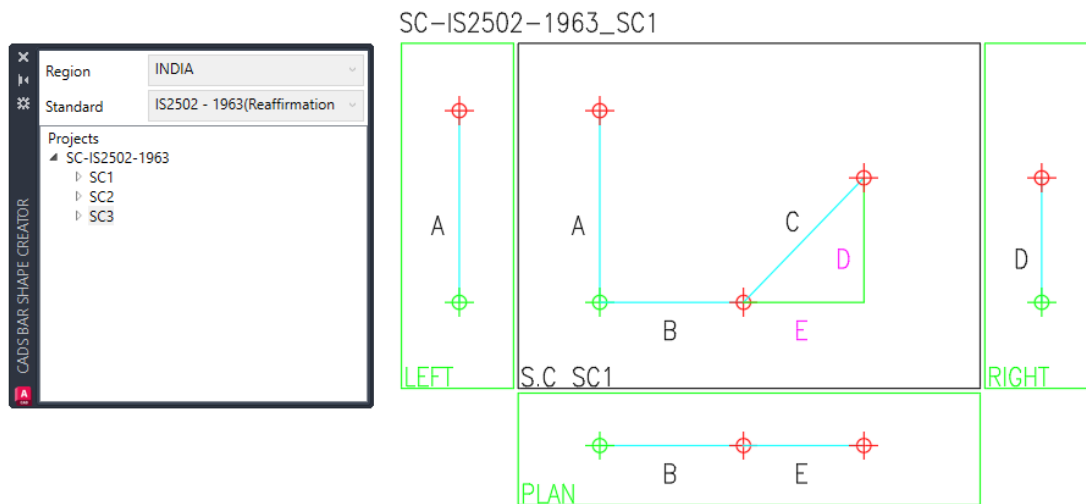 SC-IS2502-1963_SC1
Region
INDIA
Standard
IS2502 - 1963(Reaffirmation
Projects
SC-IS2502-1963
SC1
SC2
SC3
CADS BAR SHAPE CREATOR
A
A
A
C
D
D
B
E
LEFT
S.C SC1
RIGHT
B
E
PLAN